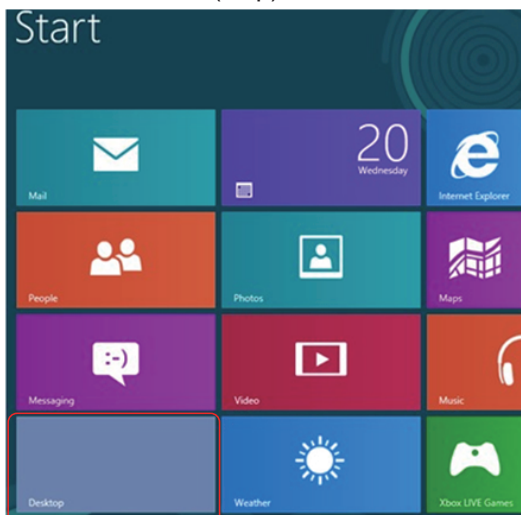 Start
20
Wednesday
Mail
Internet Explorer
People
Photos
Maps
:-)
Messaging
Video
Music
Desktop
Weather
Xbox LIVE Games